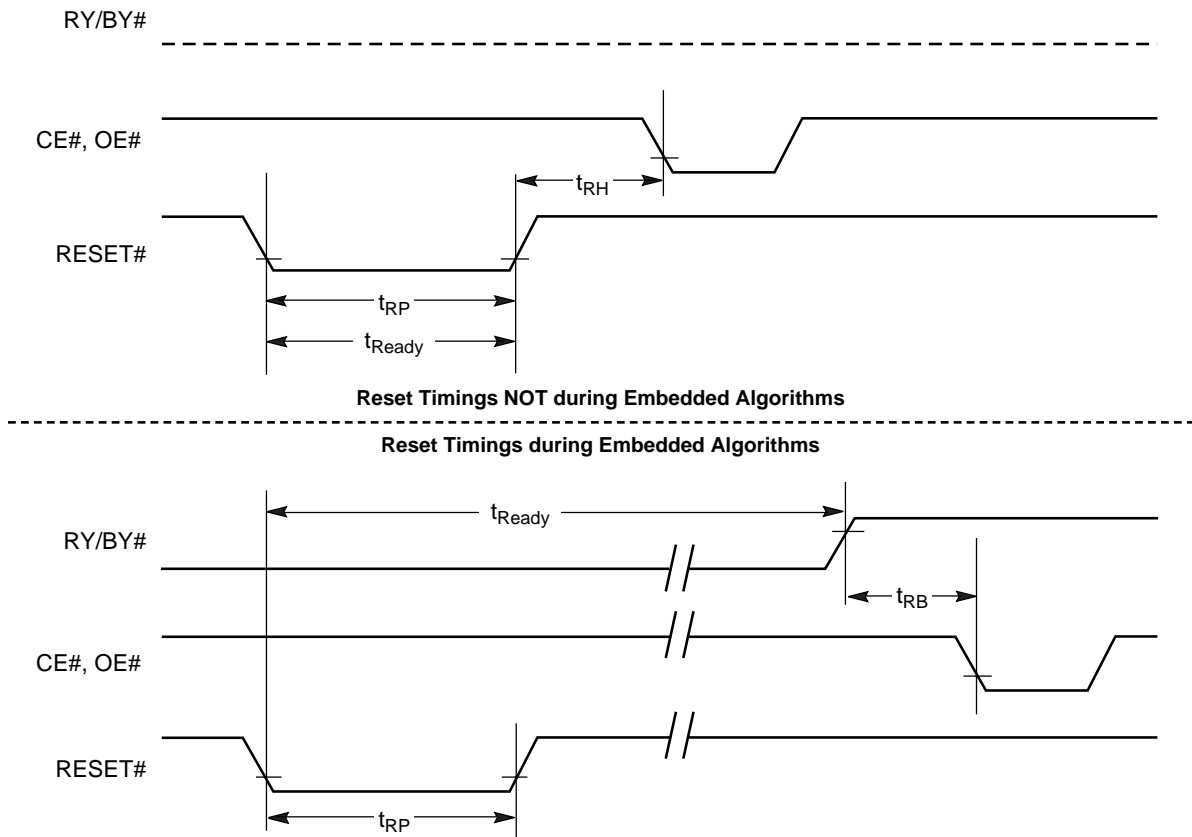 RY/BY#
CE#, OE#
tRH
RESET#
tRP
tReady
Reset Timings NOT during Embedded Algorithms
Reset Timings during Embedded Algorithms
tReady
RY/BY#
tRB
CE#, OE#
RESET#
tRP